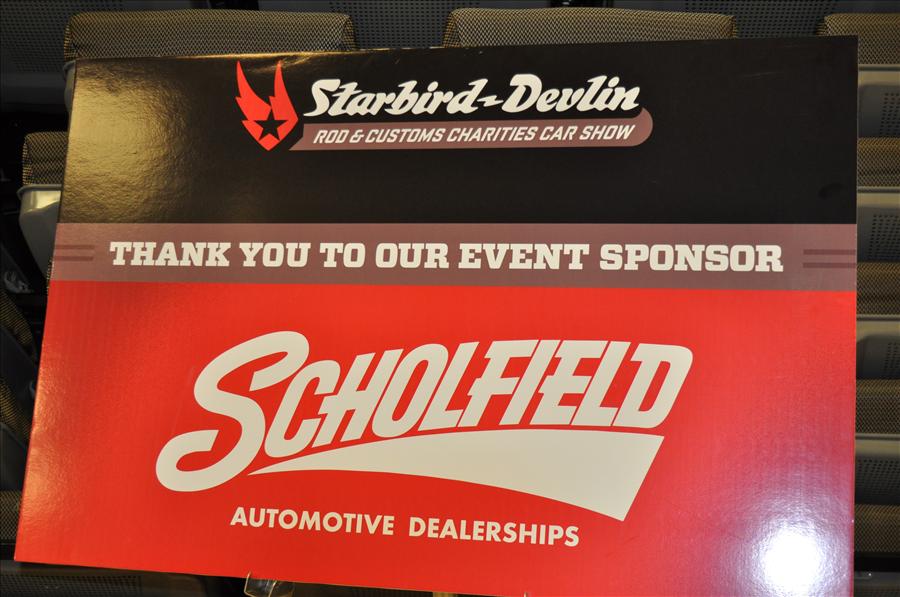 Starbird-Devlin
ROD & CUSTOMS CHARITIES CAR SHOW
THANK YOU TO OUR EVENT SPONSOR
SCHOLFIELD
AUTOMOTIVE DEALERSHIPS